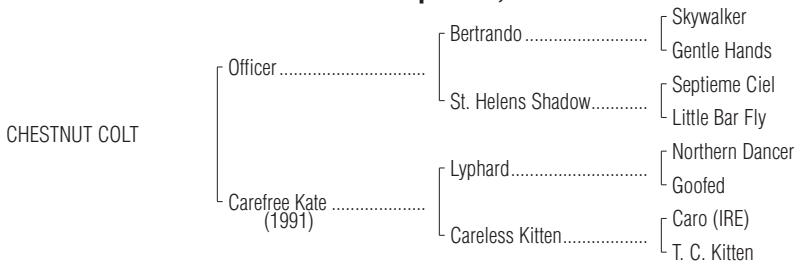 Skywalker
Bertrando
Gentle Hands
Officer
Septieme Ciel
St. Helens Shadow
Little Bar Fly
CHESTNUT COLT
Northern Dancer
Lyphard
Goofed
Carefree Kate
(1991)
Caro (IRE)
Careless Kitten
T. C. Kitten